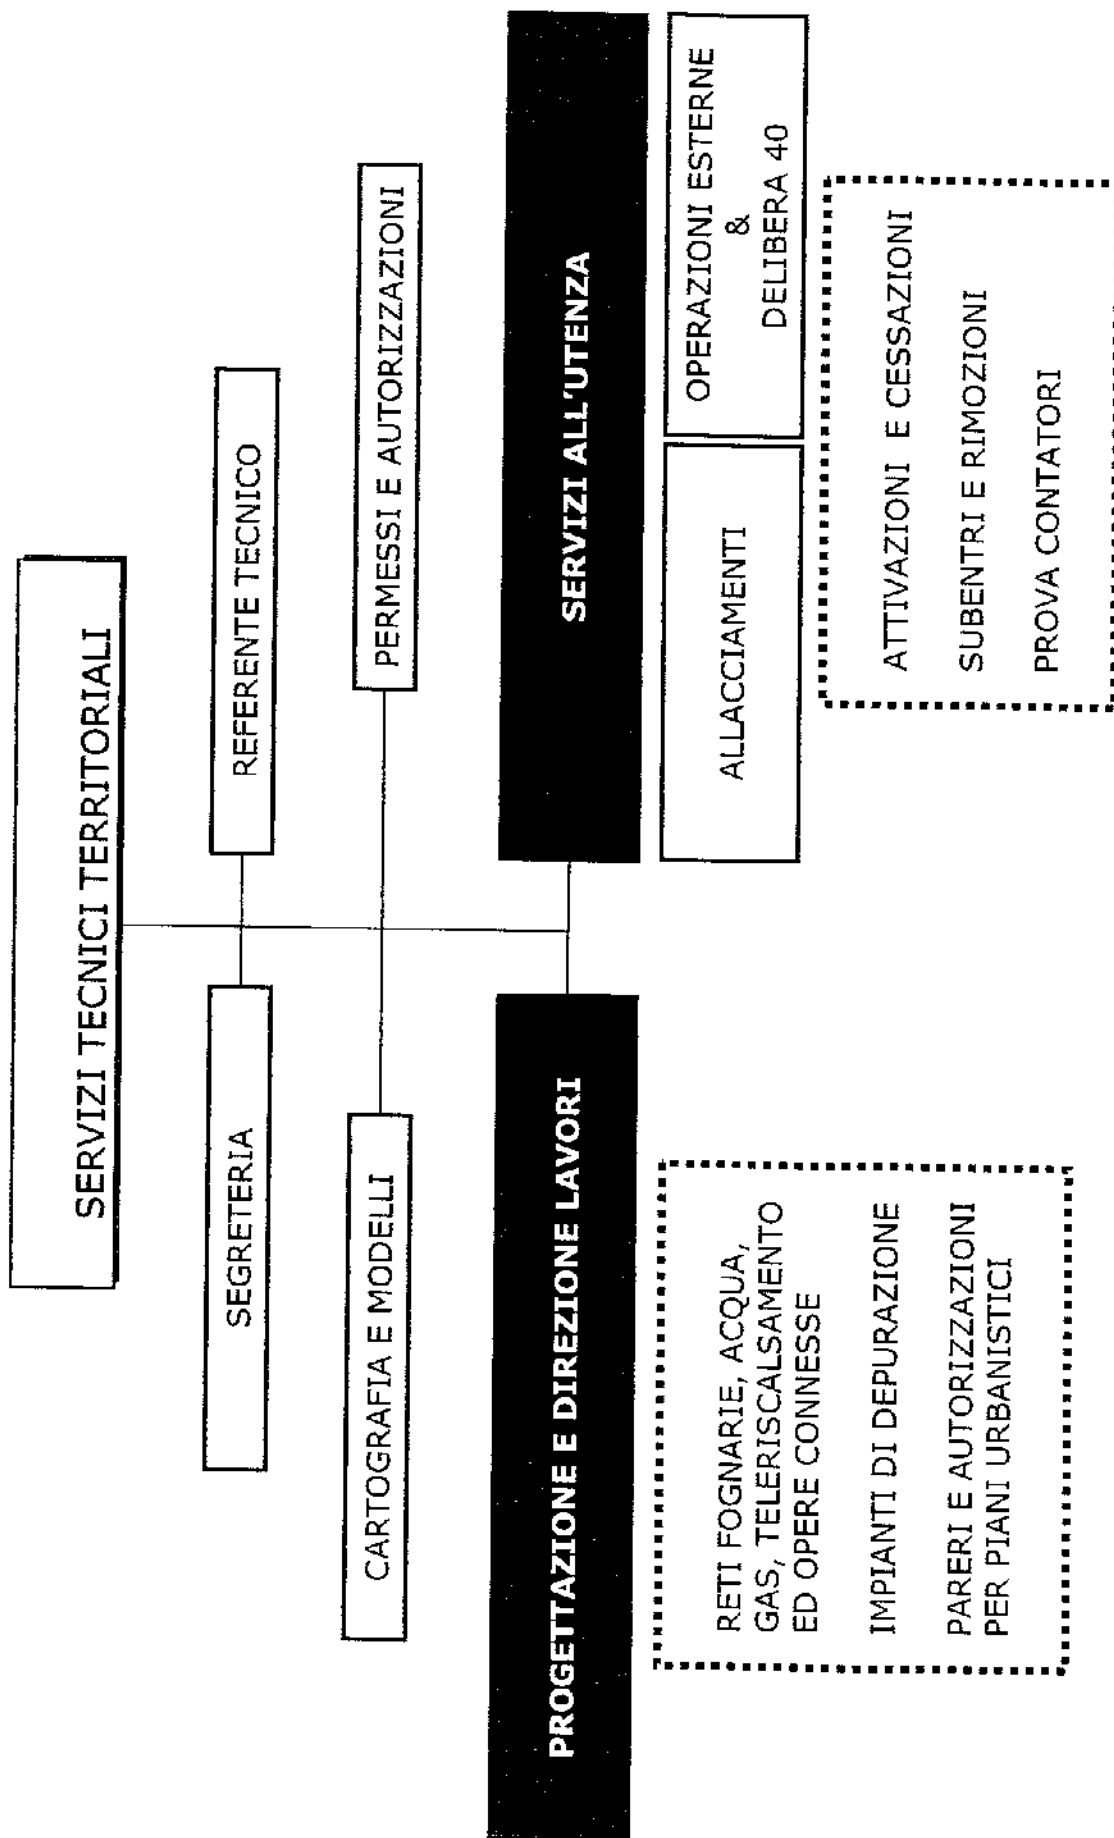 SERVIZI TECNICI TERRITORIALI
SEGRETERIA
REFERENTE TECNICO
CARTOGRAFIA E MODELLI
PERMESSI E AUTORIZZAZIONI
PROGETTAZIONE E DIREZIONE LAVORI
SERVIZI ALL'UTENZA
RETI FOGNARIE, ACQUA,
GAS, TELERISCALSAMENTO
ED OPERE CONNESSE
IMPIANTI DI DEPURAZIONE
PARERI E AUTORIZZAZIONI
PER PIANI URBANISTICI
ALLACCIAMENTI
OPERAZIONI ESTERNE
&
DELIBERA 40
ATTIVAZIONI E CESSAZIONI
SUBENTRI E RIMOZIONI
PROVA CONTATORI